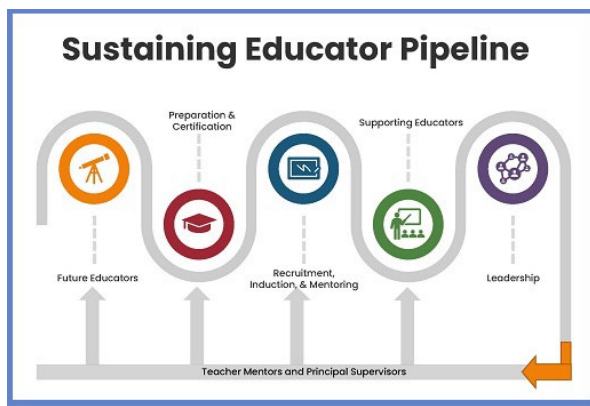 Sustaining Educator Pipeline
Preparation &
Certification
Supporting Educators
Future Educators
Recruitment,
Induction, & Mentoring
Leadership
Teacher Mentors and Principal Supervisors